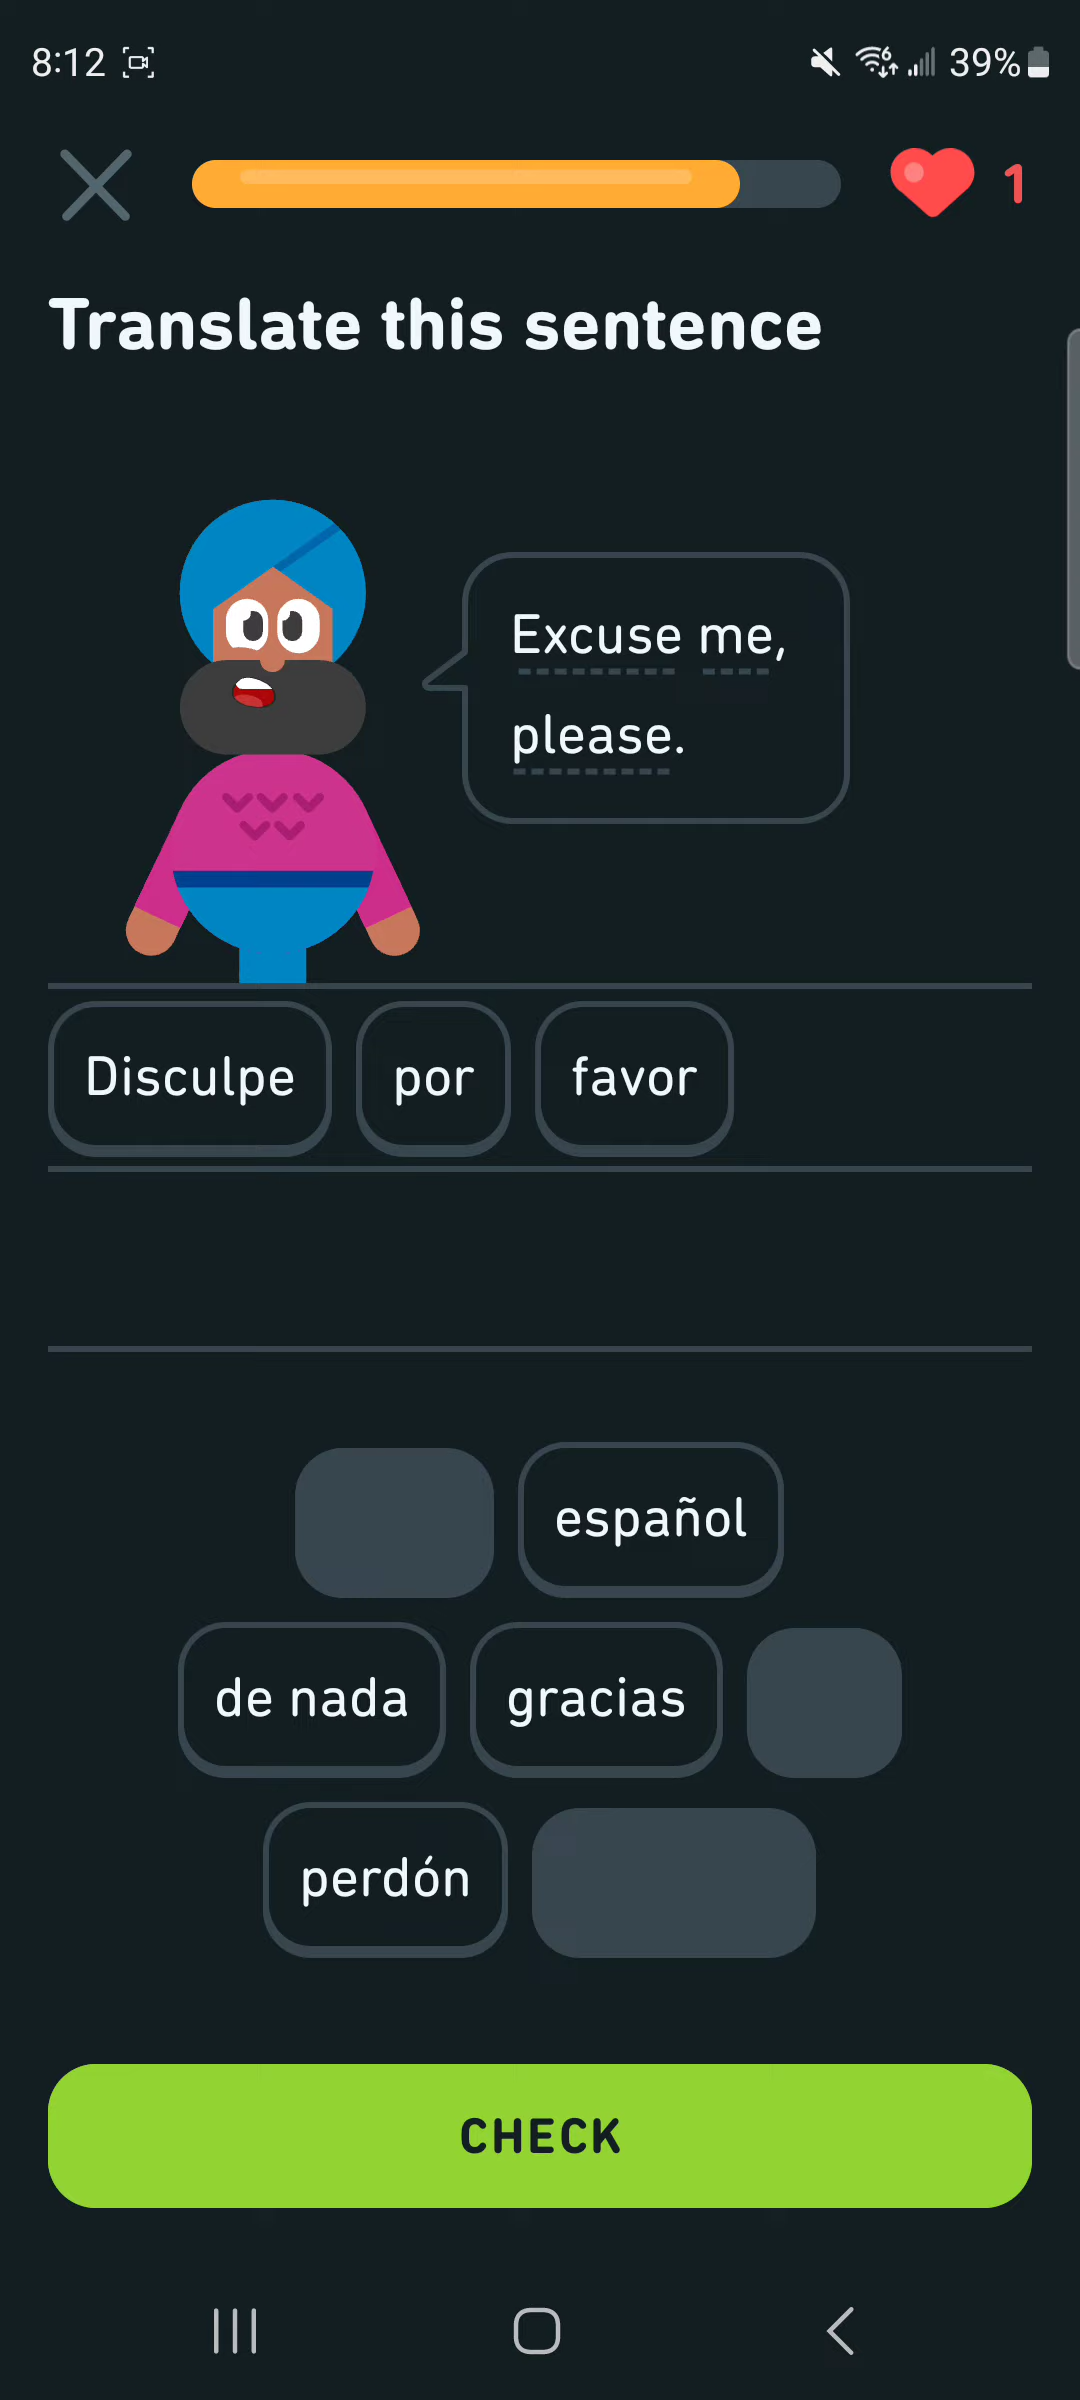 8:12 39%
1
Translate this sentence
Excuse me,
please.
Disculpe por favor
español
de nada gracias
perdón
CHECK